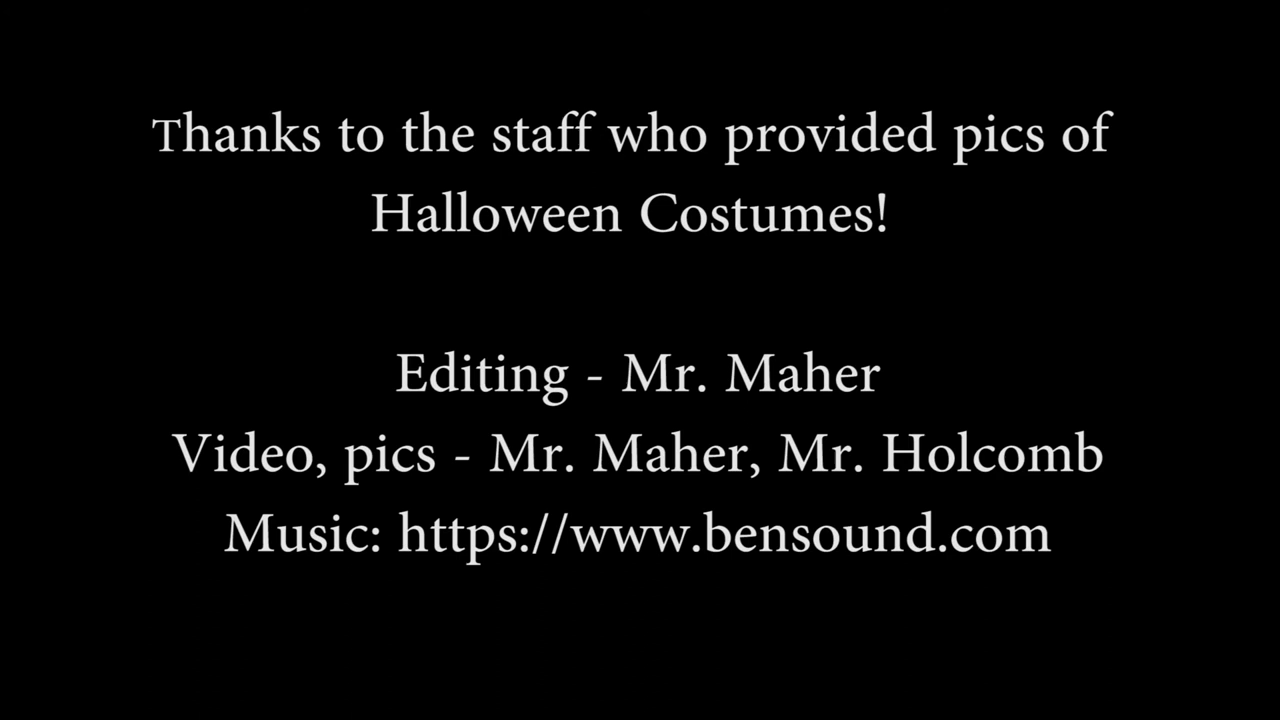 Thanks to the staff who provided pics of
Halloween Costumes!
Editing - Mr. Maher
Video, pics - Mr. Maher, Mr. Holcomb
Music: https://www.bensound.com